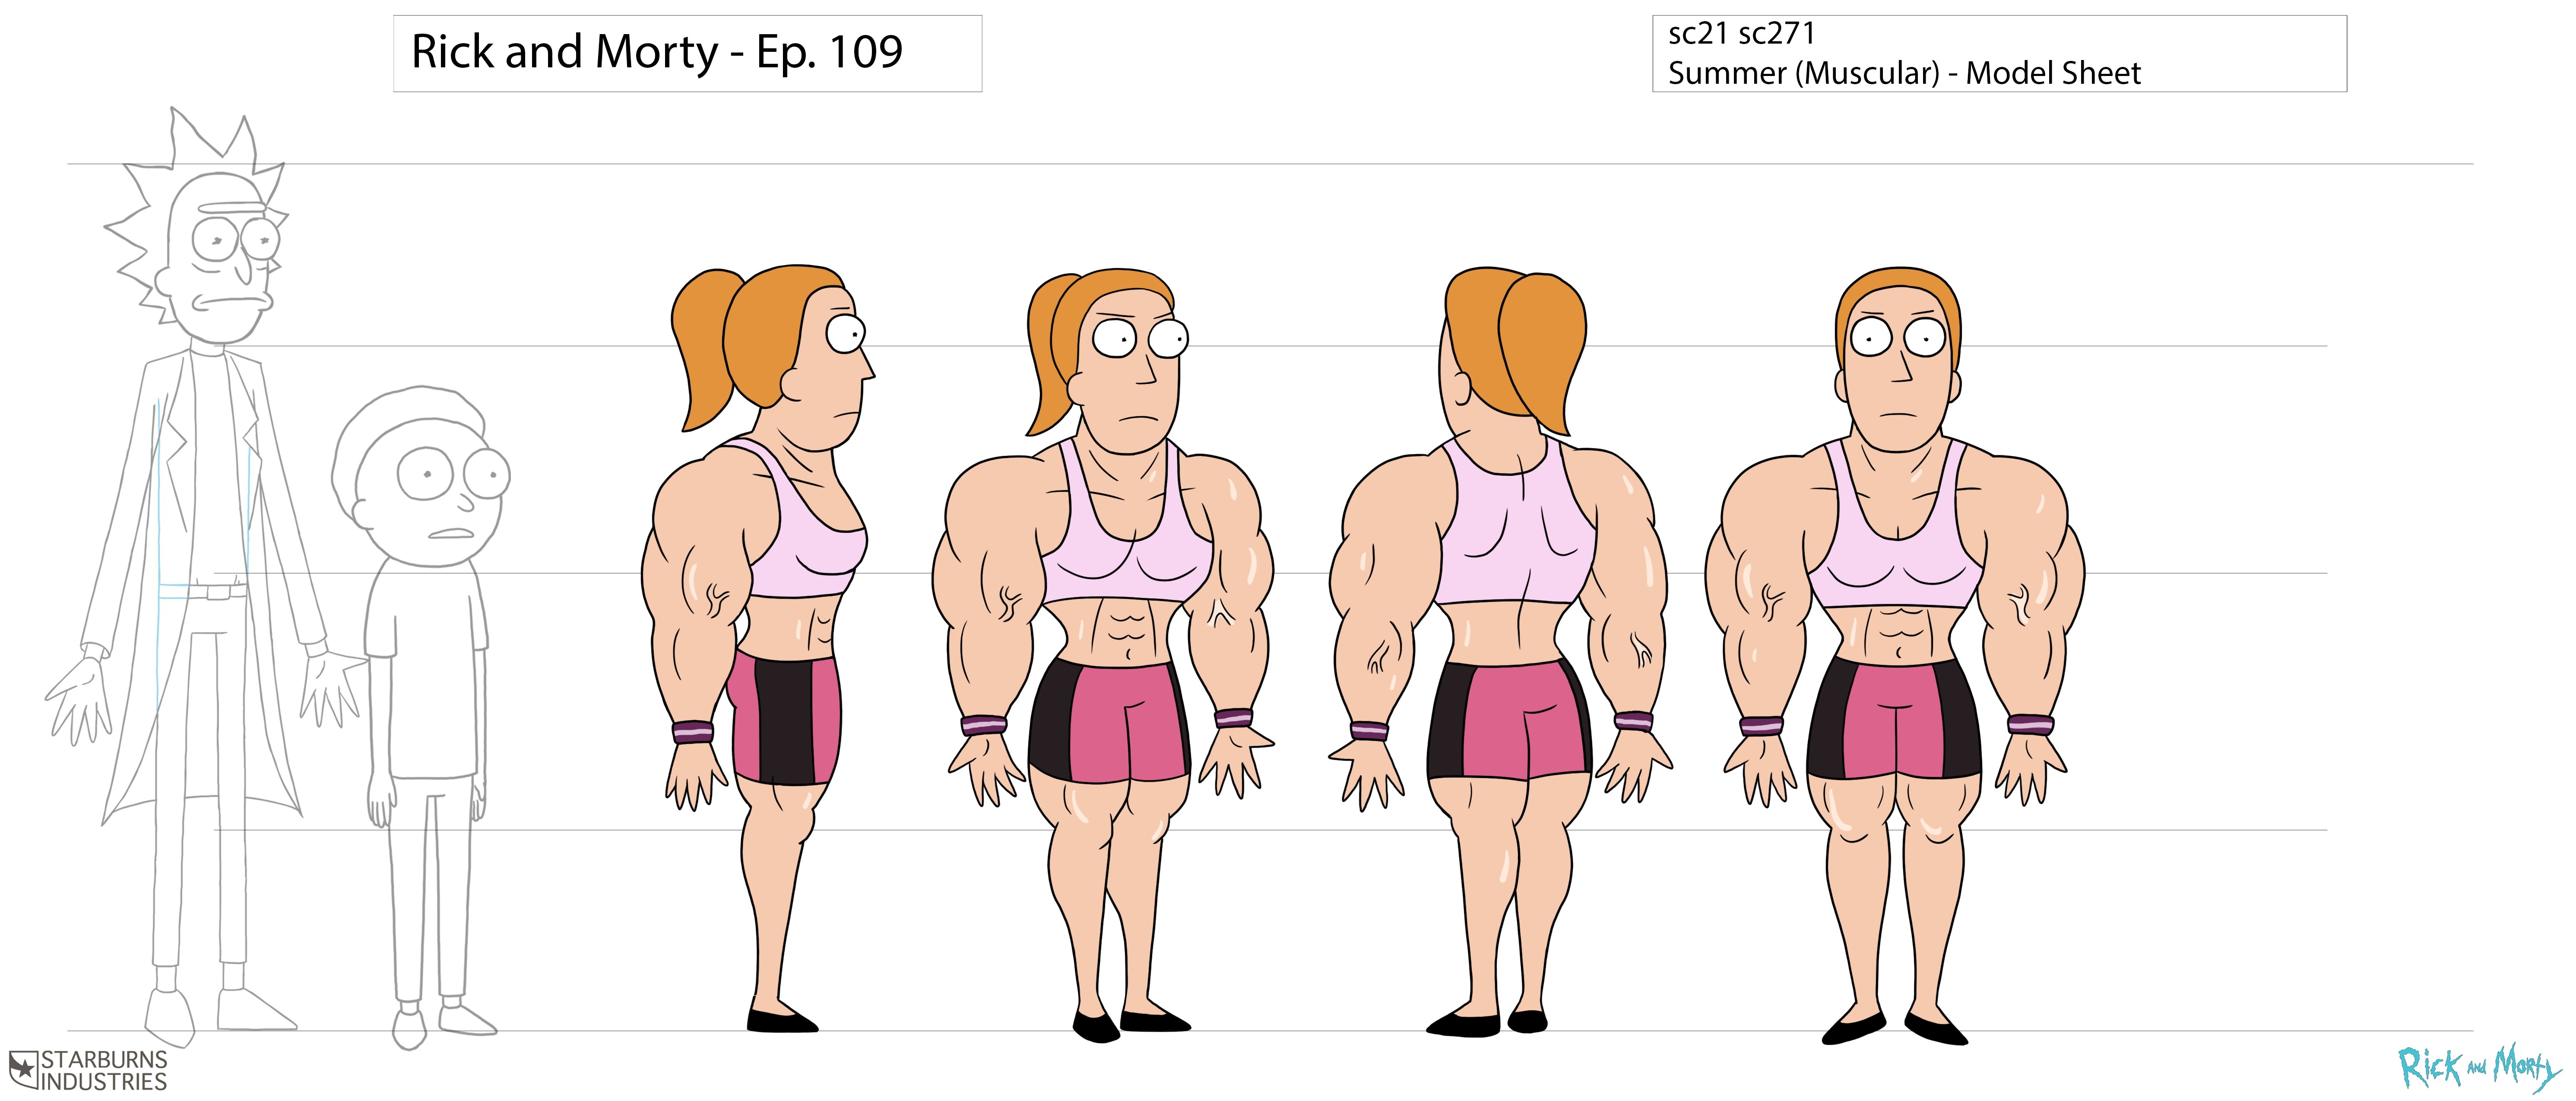 Rick and Morty - Ep. 109
sc21 sc271
Summer (Muscular) - Model Sheet
STARBURNS
INDUSTRIES
Rick AND Morty